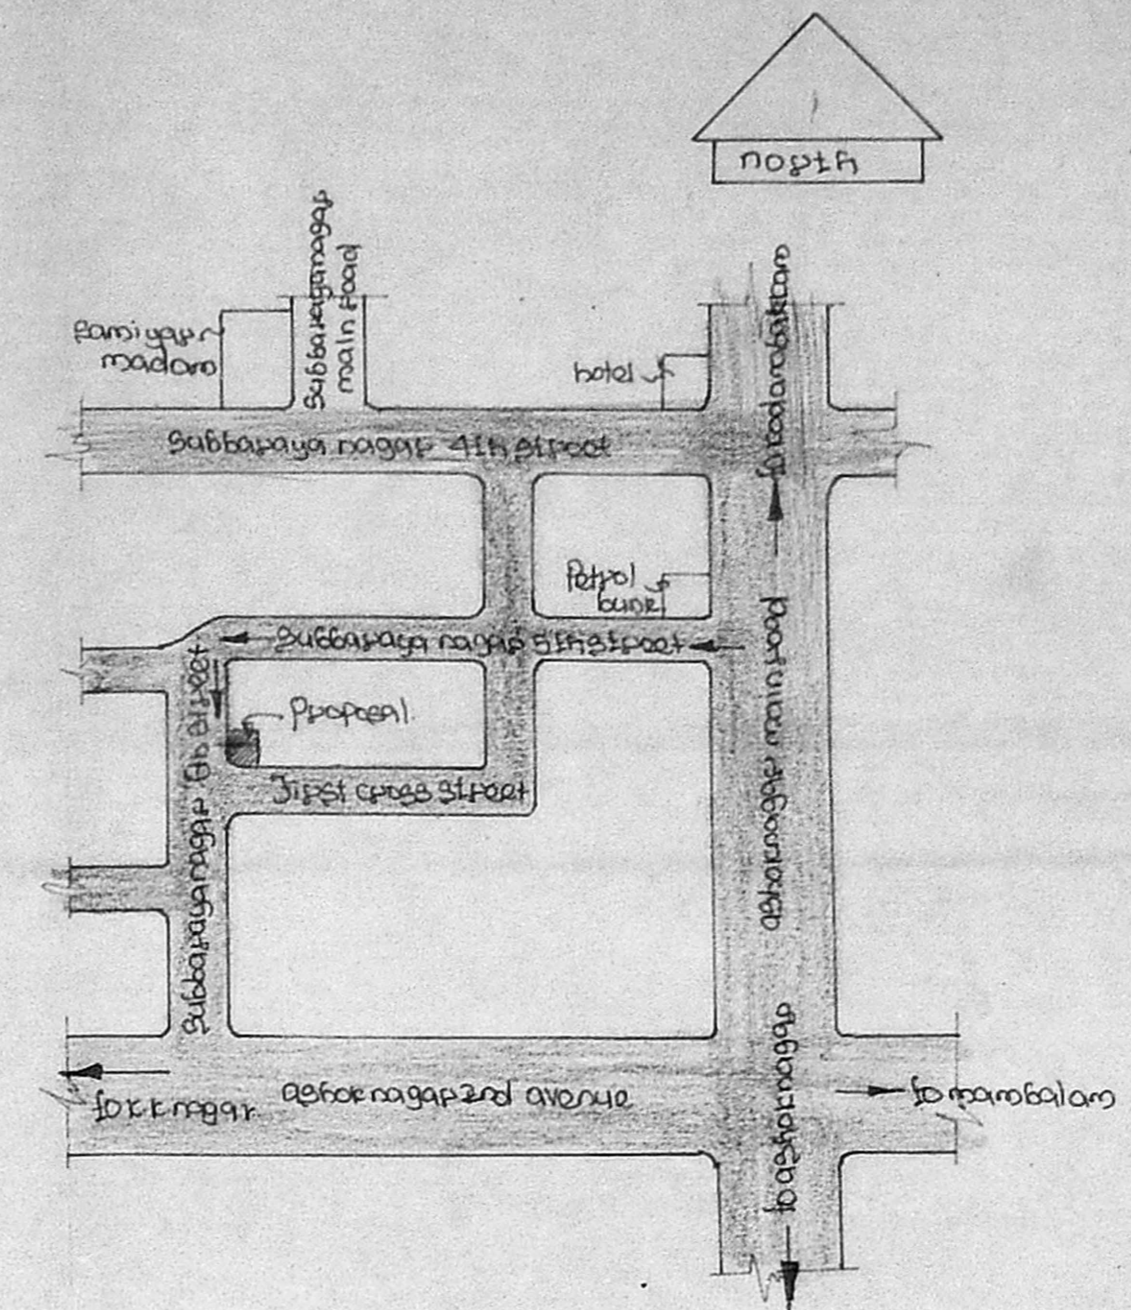 north
Subbarayanagar
main road
Samiyar
madam
hotel
to kodambakkam
Subbaraya nagar 4th street
Petrol
bunk
Subbaraya nagar 5th street
Proposal
First cross street
ashoknagar main road
Subbarayanagar street
ashoknagar 2nd avenue
to k k nagar
to mambalam
to ashoknagar